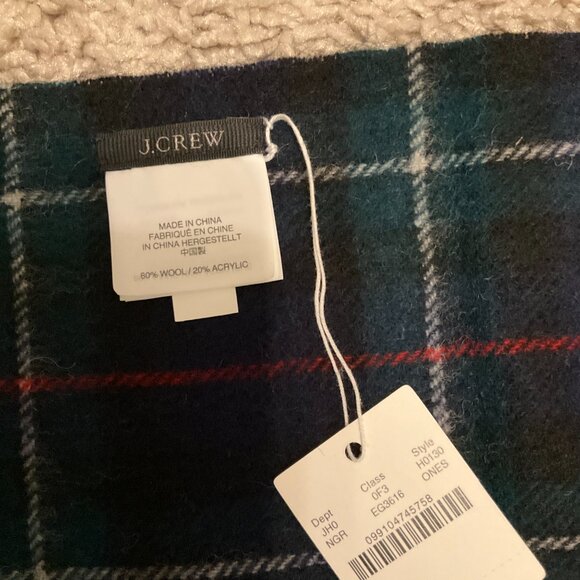 J.CREW
MADE IN CHINA
FABRIQUÉ EN CHINE
IN CHINA HERGESTELLT
中国製
80% WOOL / 20% ACRYLIC
Dept Class Style
JH0 0F3 H0130
NGR EG3616 ONES
099104745758